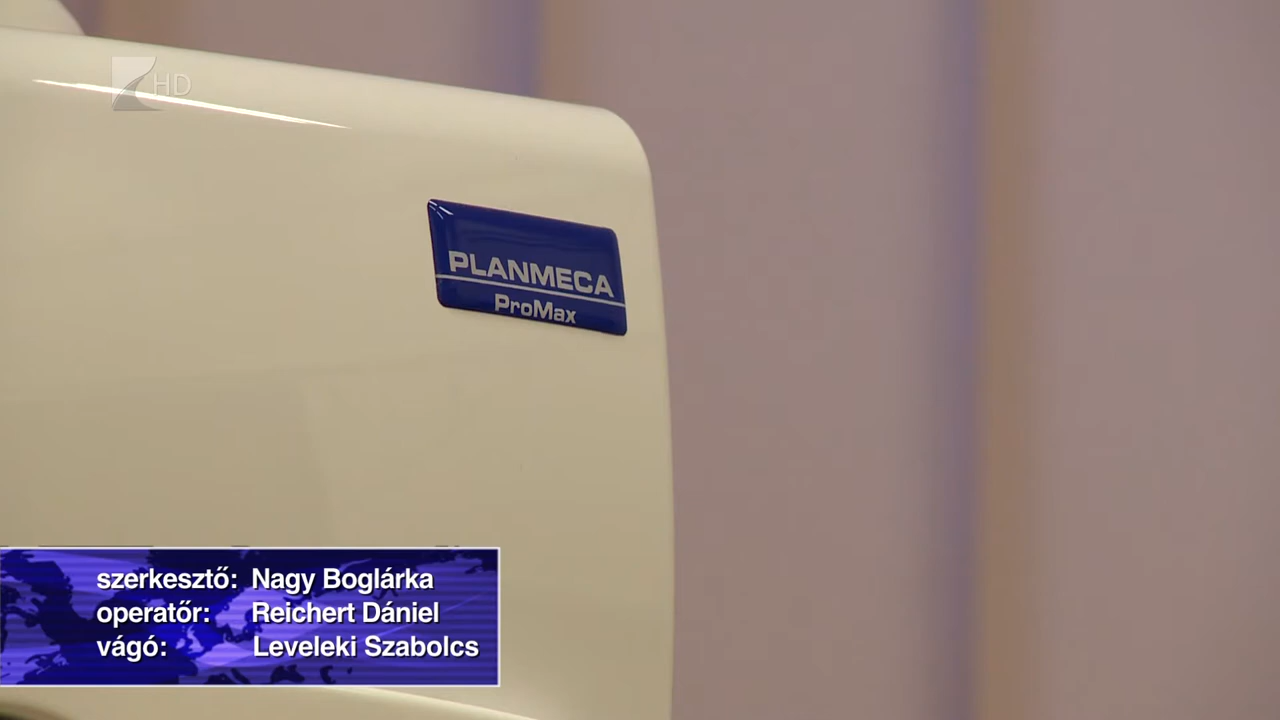 HD
PLANMECA
ProMax
szerkesztő: Nagy Boglárka
operatőr: Reichert Dániel
vágó: Leveleki Szabolcs